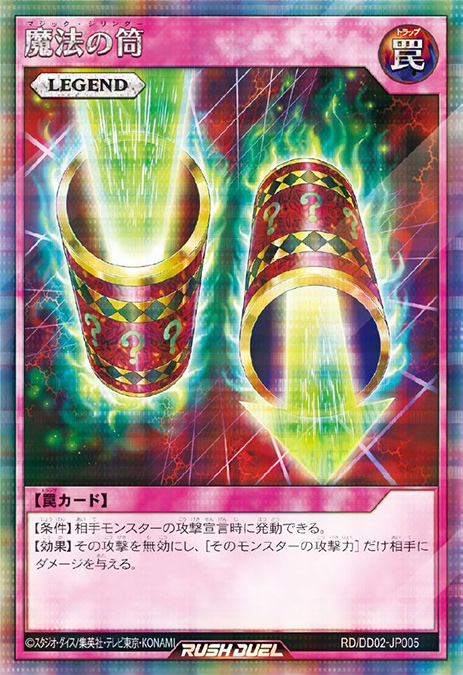 マジック・シリンダー
魔法の筒
トラップ
罠
LEGEND
? ? ?
? ? ?
【罠カード】
【条件】相手モンスターの攻撃宣言時に発動できる。
【効果】その攻撃を無効にし、［そのモンスターの攻撃力］だけ相手に
ダメージを与える。
©スタジオ・ダイス/集英社・テレビ東京・KONAMI
RUSH DUEL
RD/DD02-JP005